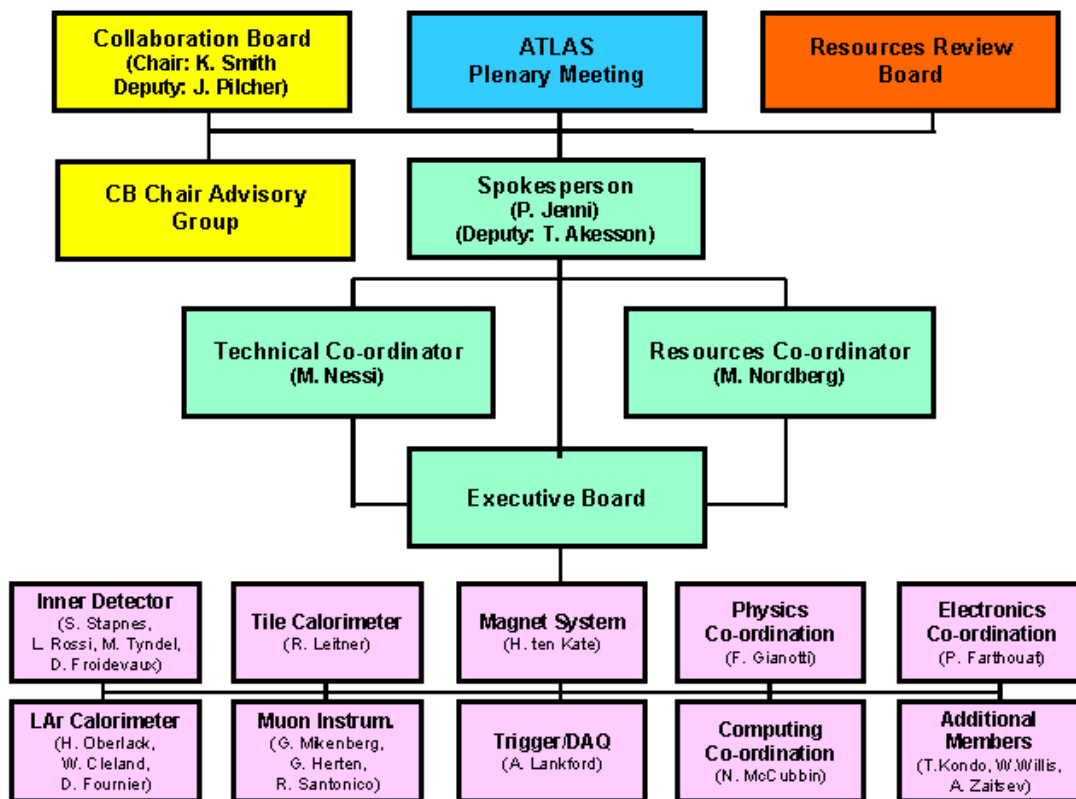 Collaboration Board
(Chair: K. Smith
Deputy: J. Pilcher)
ATLAS
Plenary Meeting
Resources Review
Board
CB Chair Advisory
Group
Spokesperson
(P. Jenni)
(Deputy: T. Akesson)
Technical Co-ordinator
(M. Nessi)
Resources Co-ordinator
(M. Nordberg)
Executive Board
Inner Detector
(S. Stapnes,
L. Rossi, M. Tyndel,
D. Froidevaux)
Tile Calorimeter
(R. Leitner)
Magnet System
(H. ten Kate)
Physics
Co-ordination
(F. Gianotti)
Electronics
Co-ordination
(P. Farthouat)
LAr Calorimeter
(H. Oberlack,
W. Cleland,
D. Fournier)
Muon Instrum.
(G. Mikenberg,
G. Herten,
R. Santonico)
Trigger/DAQ
(A. Lankford)
Computing
Co-ordination
(N. McCubbin)
Additional
Members
(T.Kondo, W.Willis,
A. Zaitsev)